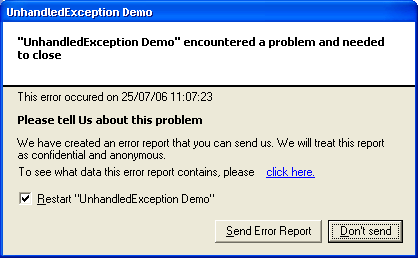 UnhandledException Demo
"UnhandledException Demo" encountered a problem and needed
to close
This error occured on 25/07/06 11:07:23
Please tell Us about this problem
We have created an error report that you can send us. We will treat this report
as confidential and anonymous.
To see what data this error report contains, please click here.
Restart "UnhandledException Demo"
Send Error Report Don't send